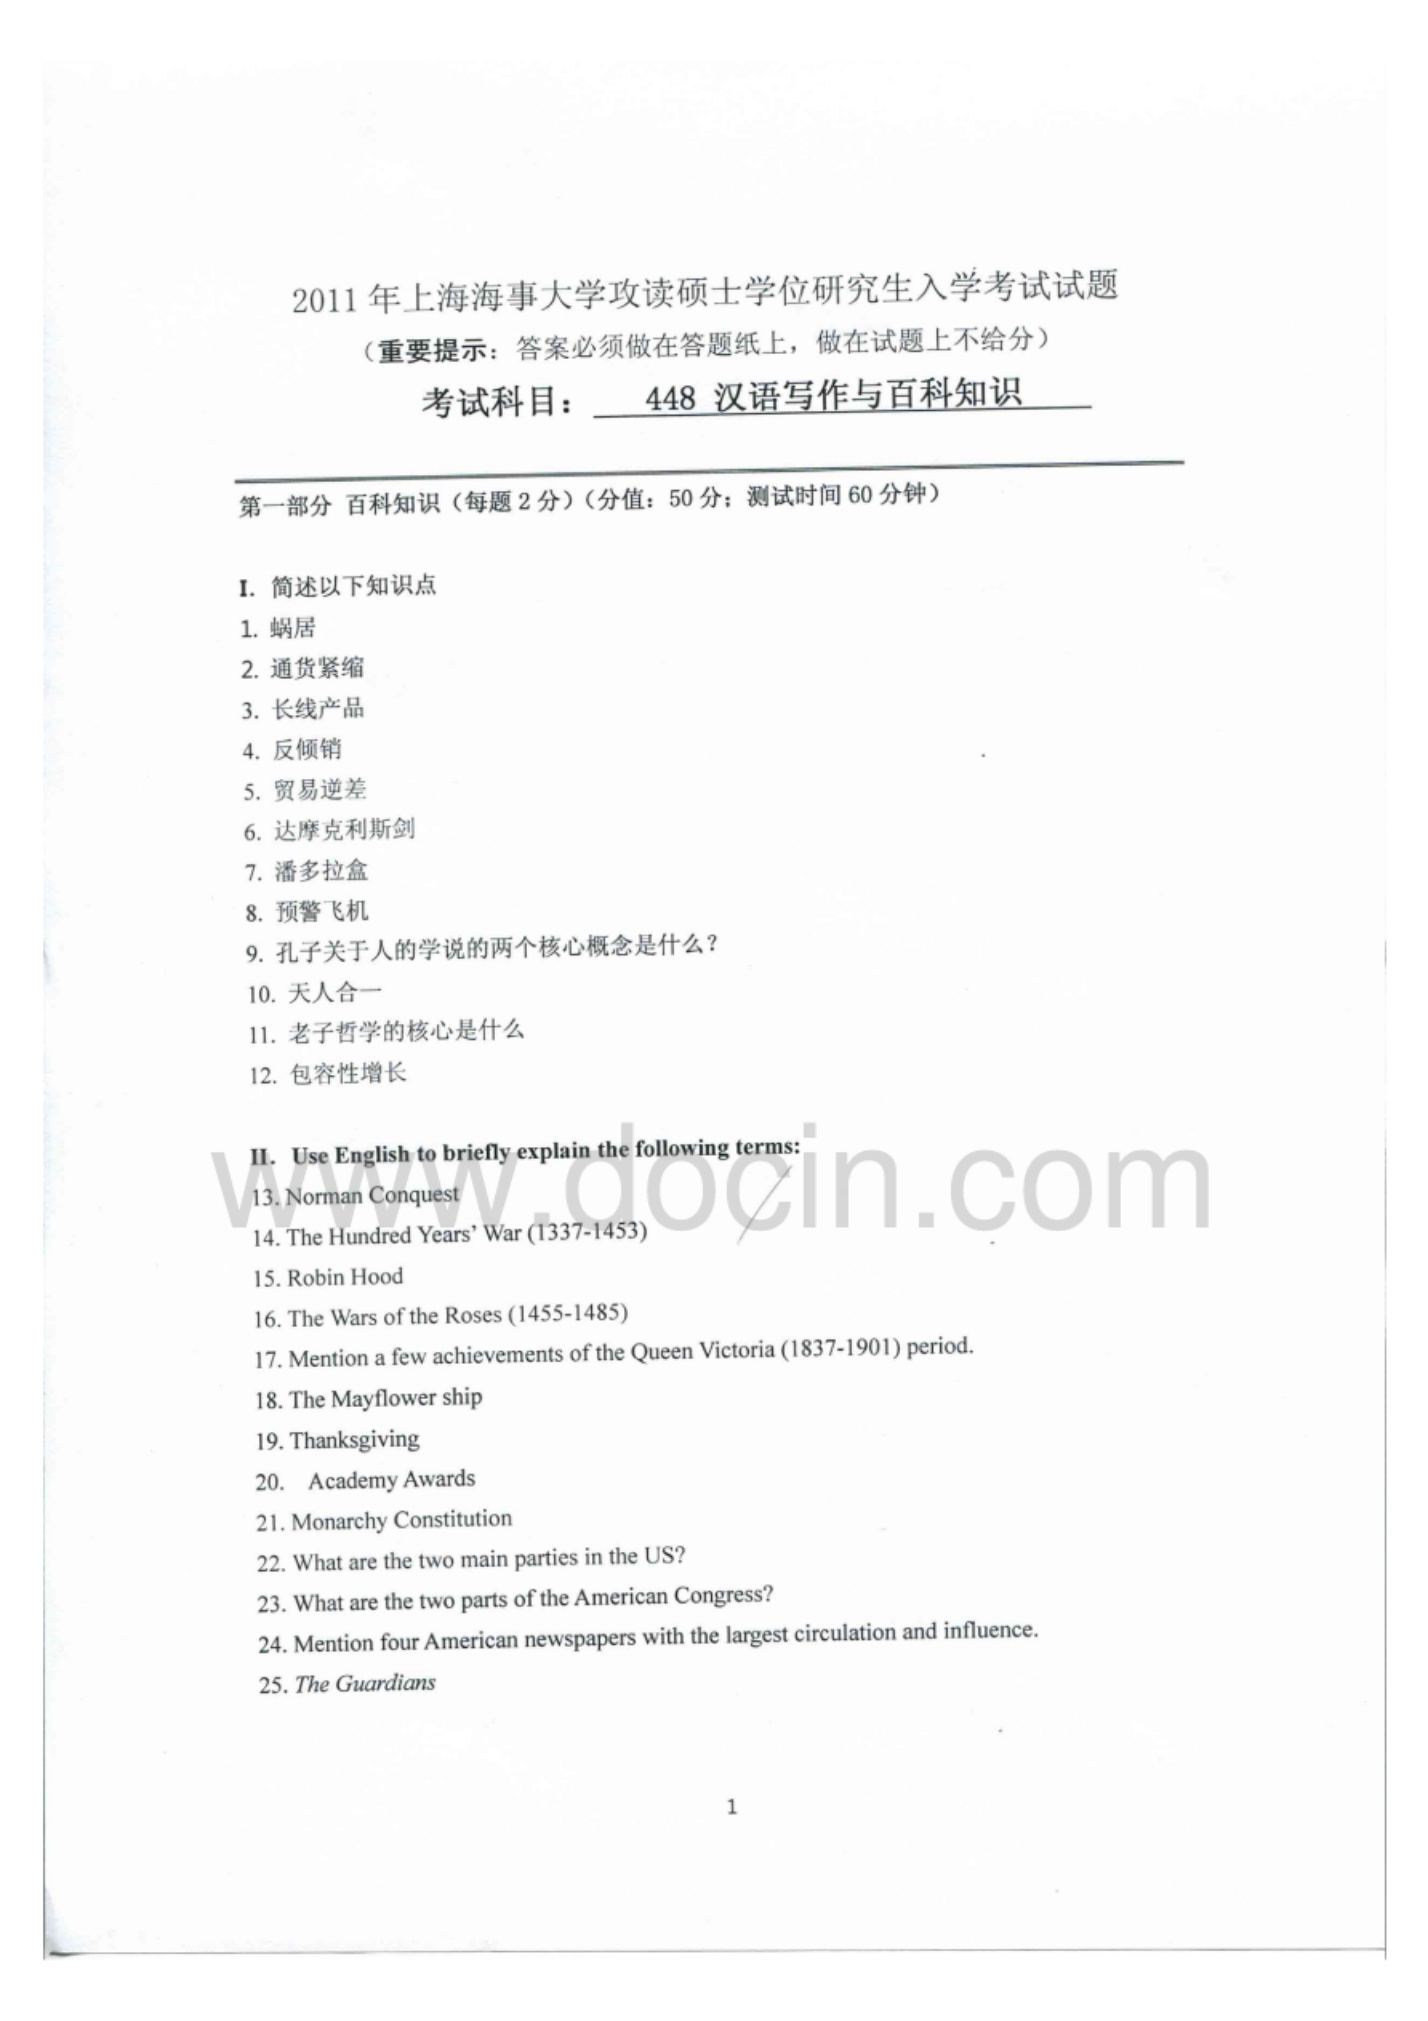 2011 年上海海事大学攻读硕士学位研究生入学考试试题
（重要提示：答案必须做在答题纸上，做在试题上不给分）
考试科目： 448 汉语写作与百科知识
第一部分 百科知识（每题 2 分）（分值：50 分；测试时间 60 分钟）
I. 简述以下知识点
1. 蜗居
2. 通货紧缩
3. 长线产品
4. 反倾销
5. 贸易逆差
6. 达摩克利斯剑
7. 潘多拉盒
8. 预警飞机
9. 孔子关于人的学说的两个核心概念是什么？
10. 天人合一
11. 老子哲学的核心是什么
12. 包容性增长
www.docin.com
II. Use English to briefly explain the following terms:
13. Norman Conquest
14. The Hundred Years' War (1337-1453)
15. Robin Hood
16. The Wars of the Roses (1455-1485)
17. Mention a few achievements of the Queen Victoria (1837-1901) period.
18. The Mayflower ship
19. Thanksgiving
20. Academy Awards
21. Monarchy Constitution
22. What are the two main parties in the US?
23. What are the two parts of the American Congress?
24. Mention four American newspapers with the largest circulation and influence.
25. The Guardians
1